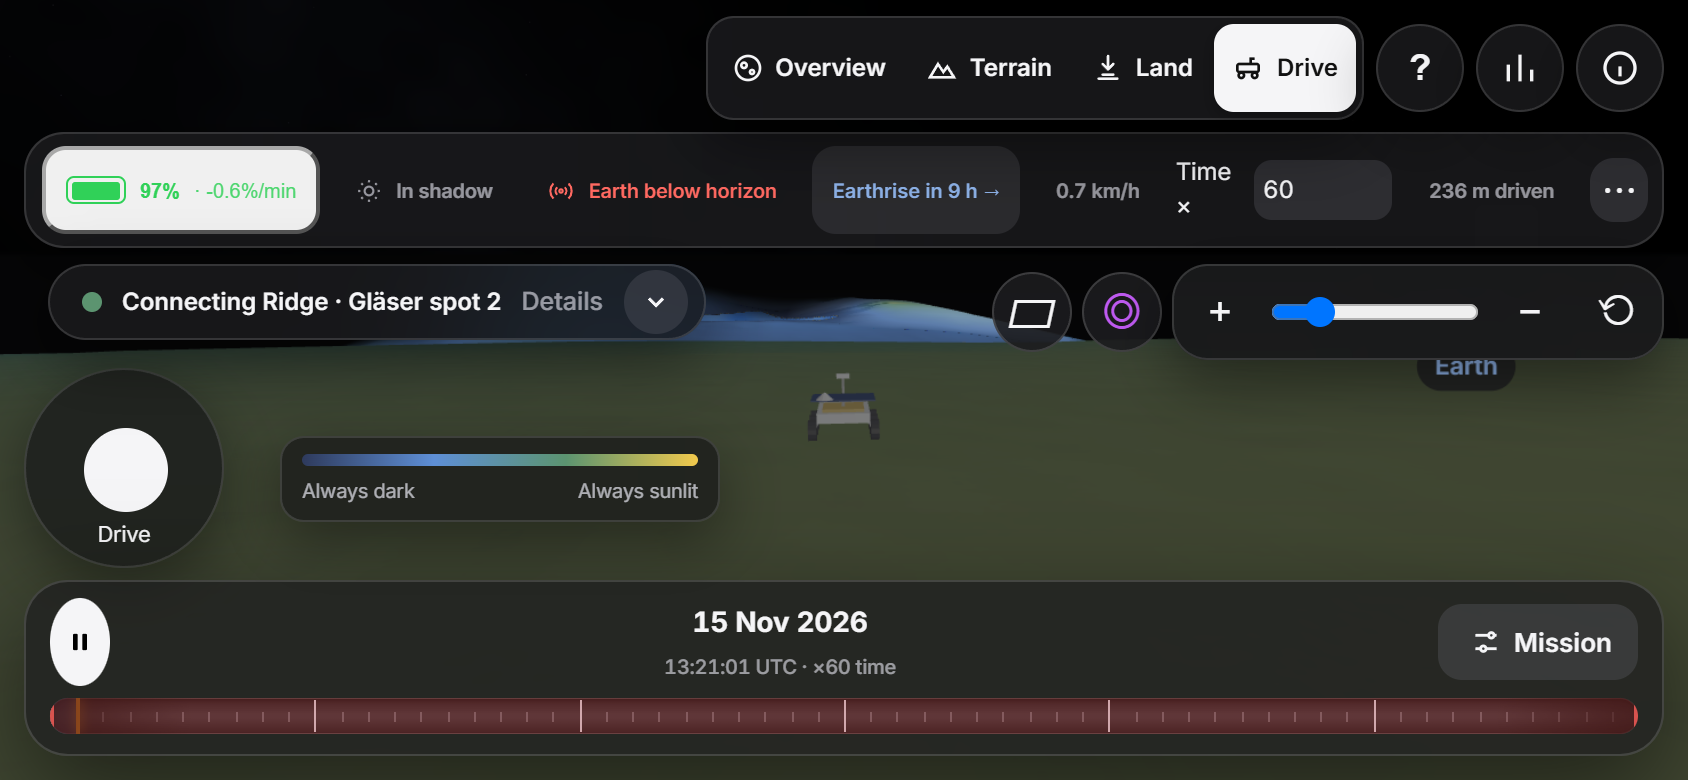 Overview
Terrain
Land
Drive
?
97% · -0.6%/min
In shadow
Earth below horizon
Earthrise in 9 h →
0.7 km/h
Time
×
60
236 m driven
Connecting Ridge · Gläser spot 2 Details
Earth
Drive
Always dark
Always sunlit
15 Nov 2026
13:21:01 UTC · ×60 time
Mission